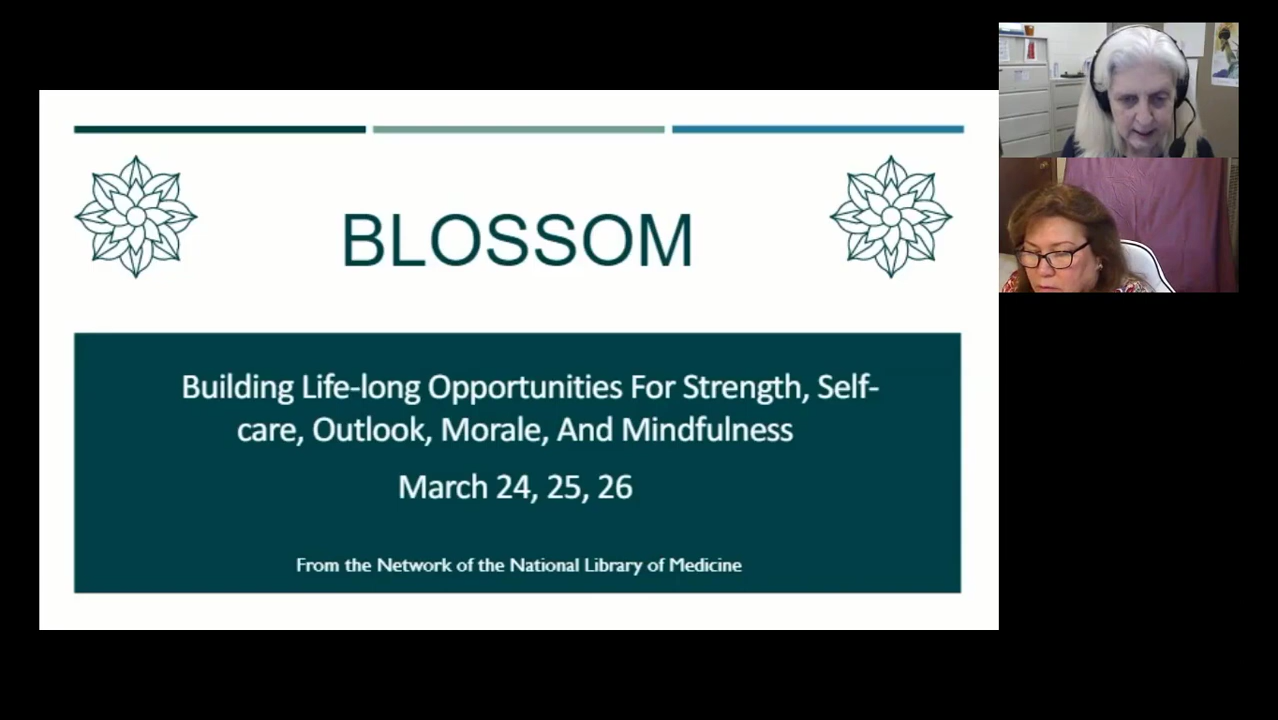 BLOSSOM
Building Life-long Opportunities For Strength, Self-
care, Outlook, Morale, And Mindfulness
March 24, 25, 26
From the Network of the National Library of Medicine